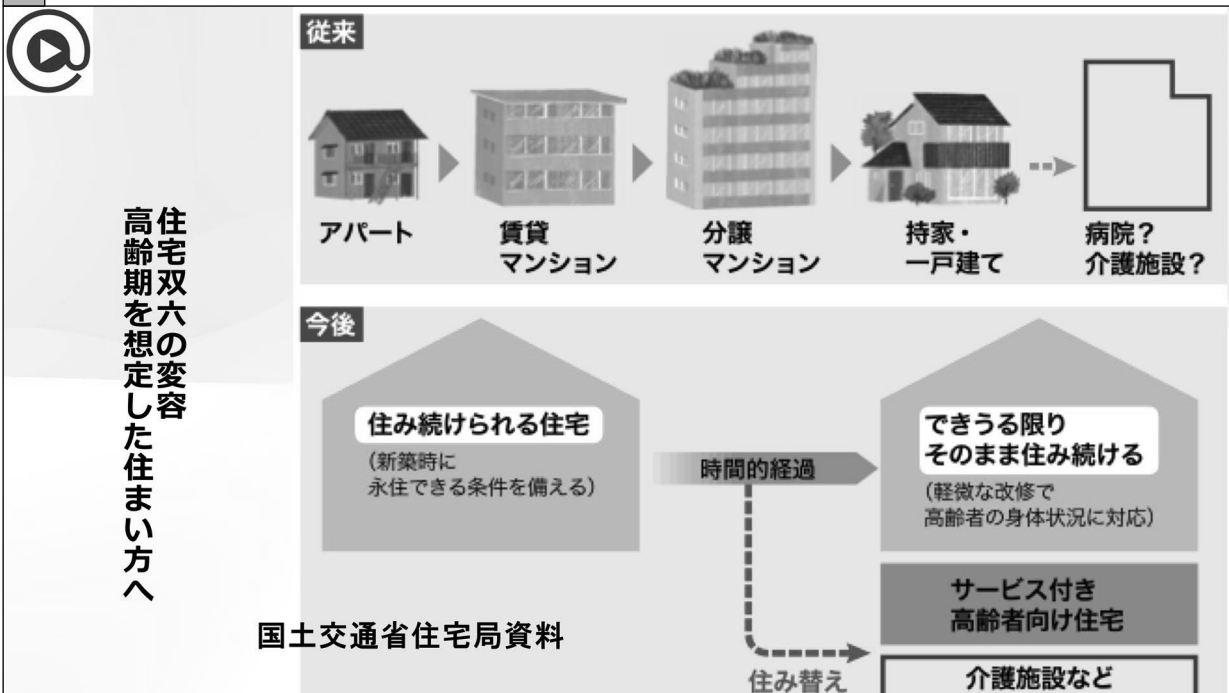 住宅双六の変容
高齢期を想定した住まい方へ
従来
アパート
賃貸
マンション
分譲
マンション
持家・
一戸建て
病院?
介護施設?
今後
住み続けられる住宅
(新築時に
永住できる条件を備える)
時間的経過
できうる限り
そのまま住み続ける
(軽微な改修で
高齢者の身体状況に対応)
サービス付き
高齢者向け住宅
住み替え
介護施設など
国土交通省住宅局資料